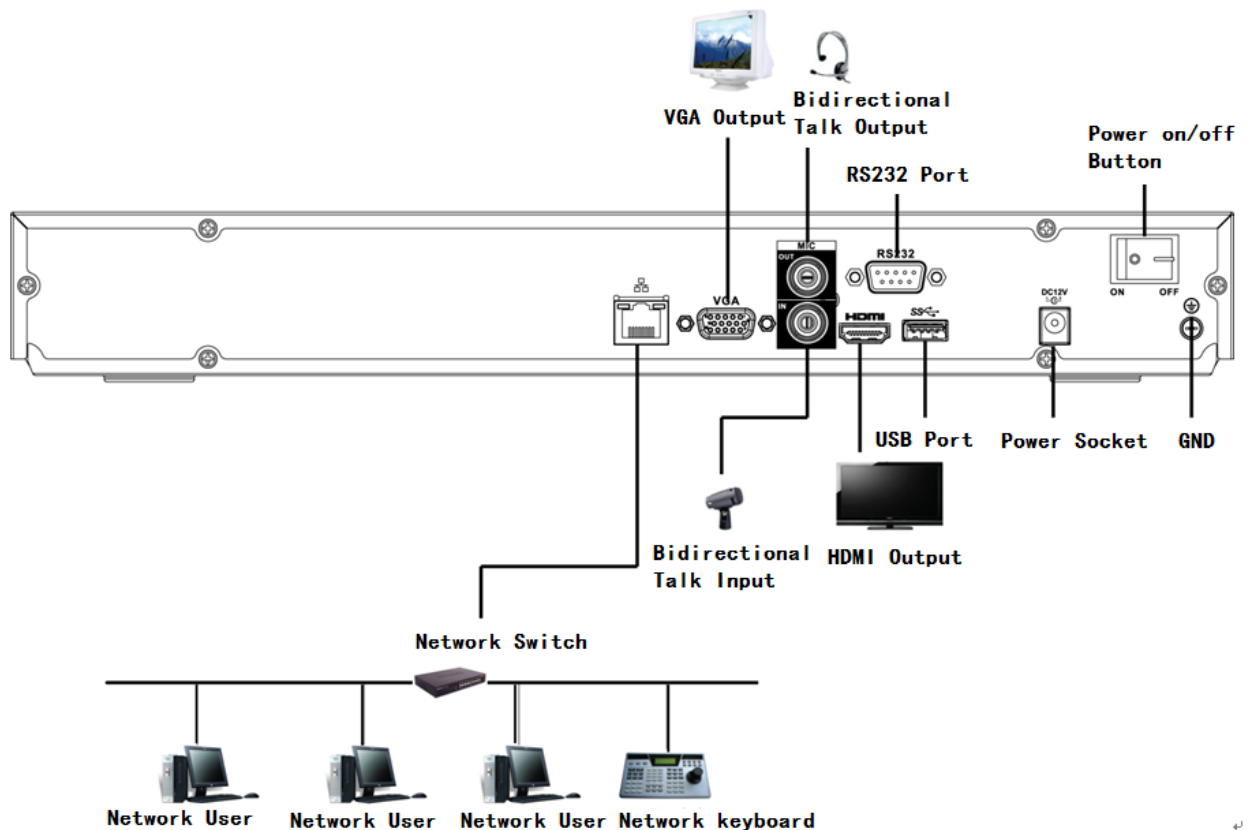 VGA Output
Bidirectional
Talk Output
RS232 Port
Power on/off
Button
MIC
OUT
RS232
ON OFF
DC12V
VGA
IN
HDMI
SS
USB Port
Power Socket
GND
Bidirectional
Talk Input
HDMI Output
Network Switch
Network User
Network User
Network User
Network keyboard